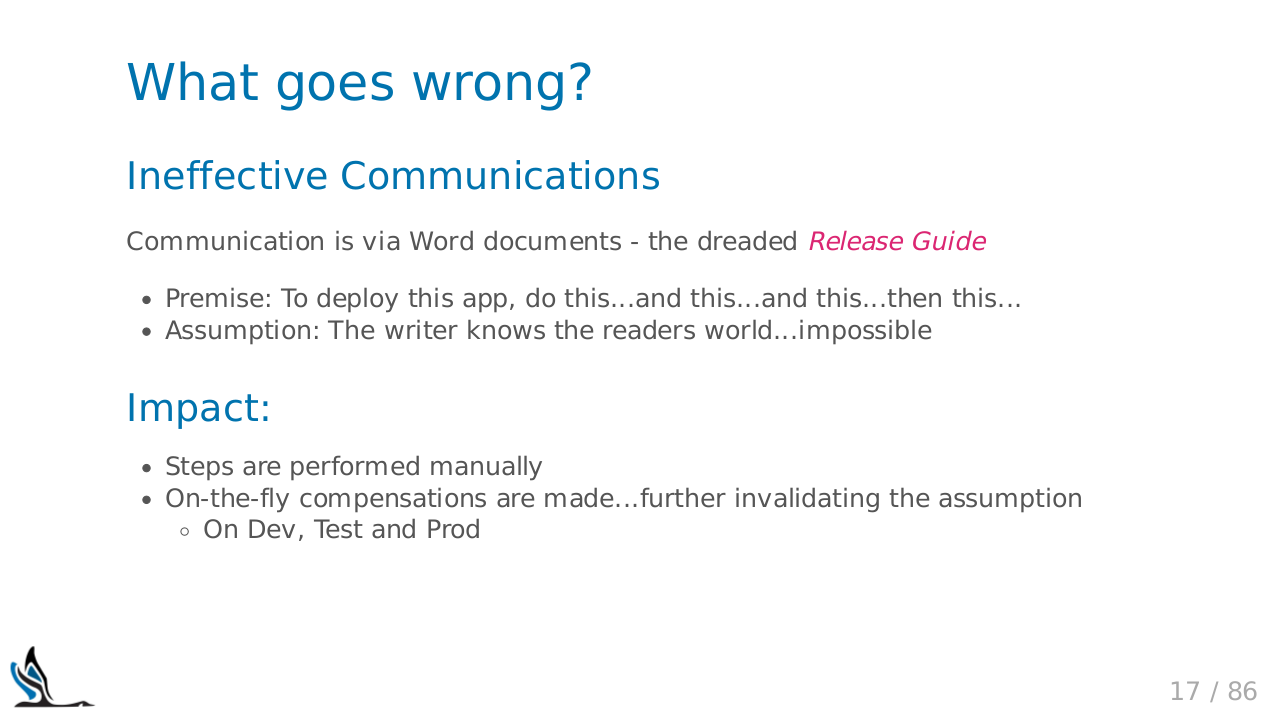 What goes wrong?
Ineffective Communications
Communication is via Word documents - the dreaded Release Guide
• Premise: To deploy this app, do this...and this...and this...then this...
• Assumption: The writer knows the readers world...impossible
Impact:
• Steps are performed manually
• On-the-fly compensations are made...further invalidating the assumption
◦ On Dev, Test and Prod
17 / 86